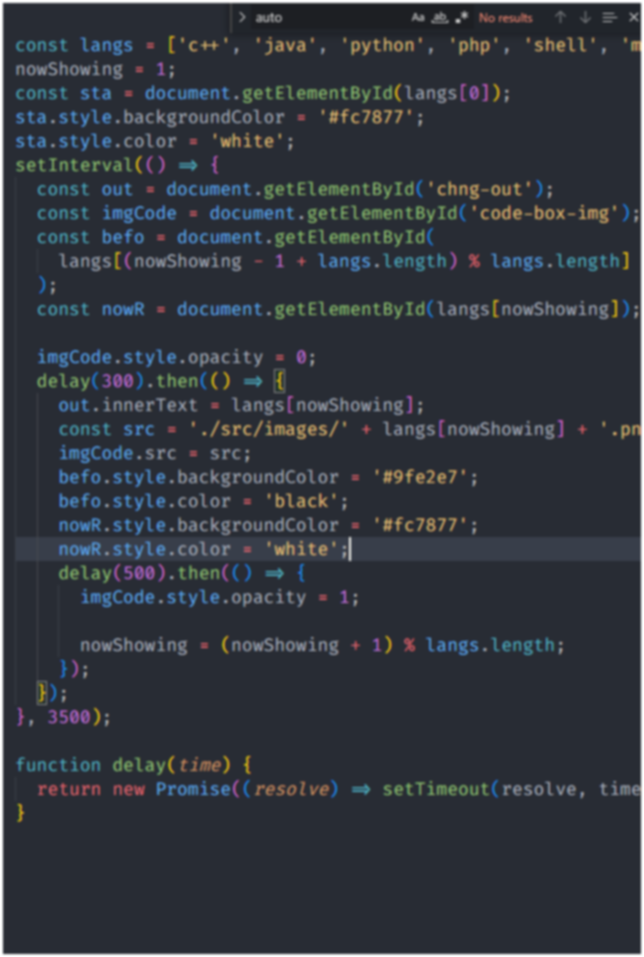 > auto Aa ab .* No results ↑ ↓ ≡ ×
const langs = ['c++', 'java', 'python', 'php', 'shell', 'm
nowShowing = 1;
const sta = document.getElementById(langs[0]);
sta.style.backgroundColor = '#fc7877';
sta.style.color = 'white';
setInterval(() => {
  const out = document.getElementById('chng-out');
  const imgCode = document.getElementById('code-box-img');
  const befo = document.getElementById(
    langs[(nowShowing - 1 + langs.length) % langs.length]
  );
  const nowR = document.getElementById(langs[nowShowing]);

  imgCode.style.opacity = 0;
  delay(300).then(() => {
    out.innerText = langs[nowShowing];
    const src = './src/images/' + langs[nowShowing] + '.pn
    imgCode.src = src;
    befo.style.backgroundColor = '#9fe2e7';
    befo.style.color = 'black';
    nowR.style.backgroundColor = '#fc7877';
    nowR.style.color = 'white';
    delay(500).then(() => {
      imgCode.style.opacity = 1;

      nowShowing = (nowShowing + 1) % langs.length;
    });
  });
}, 3500);

function delay(time) {
  return new Promise((resolve) => setTimeout(resolve, time
}